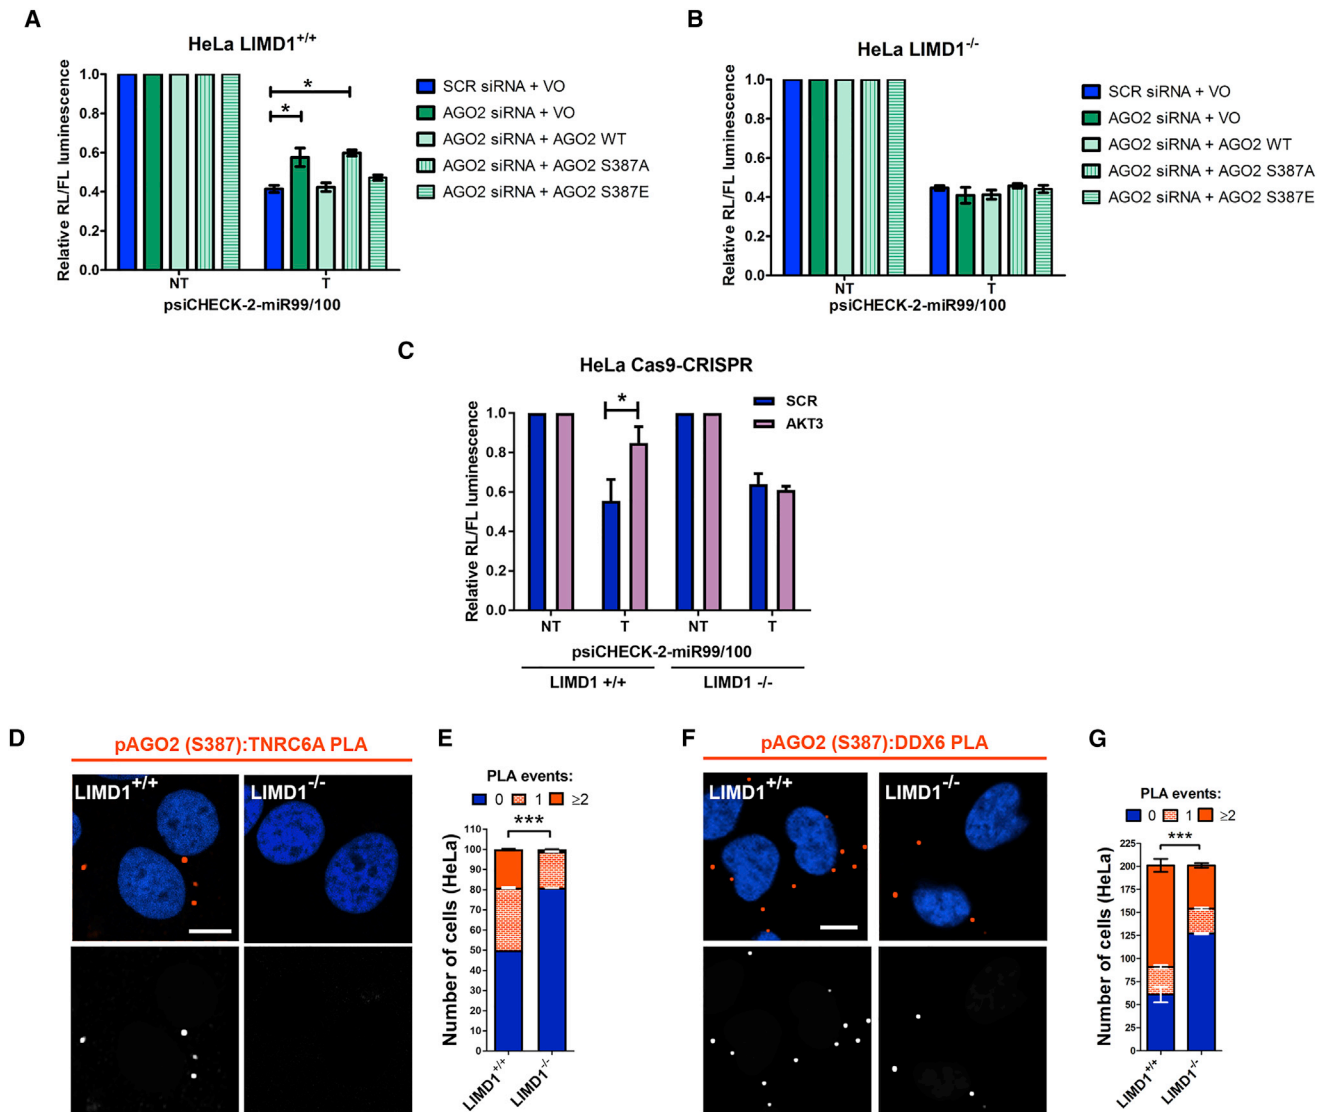 A
HeLa LIMD1+/+
Relative RL/FL luminescence
1.0
0.8
0.6
0.4
0.2
0.0
*
*
NT
T
psiCHECK-2-miR99/100
SCR siRNA + VO
AGO2 siRNA + VO
AGO2 siRNA + AGO2 WT
AGO2 siRNA + AGO2 S387A
AGO2 siRNA + AGO2 S387E
B
HeLa LIMD1-/-
Relative RL/FL luminescence
1.0
0.8
0.6
0.4
0.2
0.0
NT
T
psiCHECK-2-miR99/100
SCR siRNA + VO
AGO2 siRNA + VO
AGO2 siRNA + AGO2 WT
AGO2 siRNA + AGO2 S387A
AGO2 siRNA + AGO2 S387E
C
HeLa Cas9-CRISPR
Relative RL/FL luminescence
1.0
0.8
0.6
0.4
0.2
0.0
*
SCR
AKT3
NT
T
NT
T
psiCHECK-2-miR99/100
LIMD1 +/+
LIMD1 -/-
D
pAGO2 (S387):TNRC6A PLA
LIMD1+/+
LIMD1-/-
E
PLA events:
0
1
≥2
***
Number of cells (HeLa)
110
100
90
80
70
60
50
40
30
20
10
0
LIMD1+/+
LIMD1-/-
F
pAGO2 (S387):DDX6 PLA
LIMD1+/+
LIMD1-/-
G
PLA events:
0
1
≥2
***
Number of cells (HeLa)
225
200
175
150
125
100
75
50
25
0
LIMD1+/+
LIMD1-/-